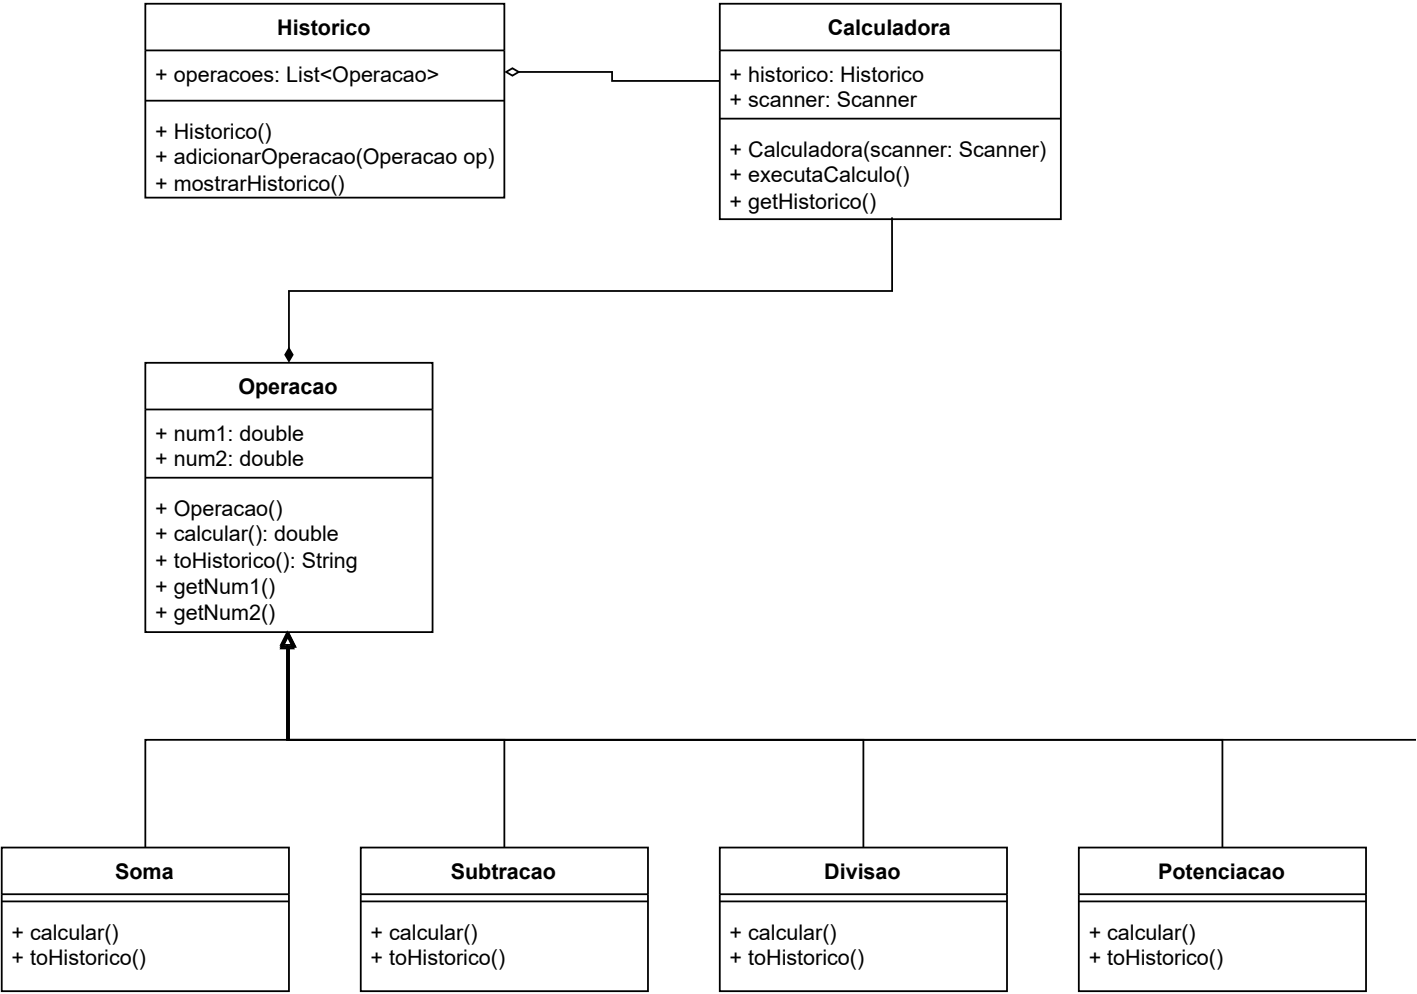 Historico
+ operacoes: List<Operacao>
+ Historico()
+ adicionarOperacao(Operacao op)
+ mostrarHistorico()
Calculadora
+ historico: Historico
+ scanner: Scanner
+ Calculadora(scanner: Scanner)
+ executaCalculo()
+ getHistorico()
Operacao
+ num1: double
+ num2: double
+ Operacao()
+ calcular(): double
+ toHistorico(): String
+ getNum1()
+ getNum2()
Soma
+ calcular()
+ toHistorico()
Subtracao
+ calcular()
+ toHistorico()
Divisao
+ calcular()
+ toHistorico()
Potenciacao
+ calcular()
+ toHistorico()